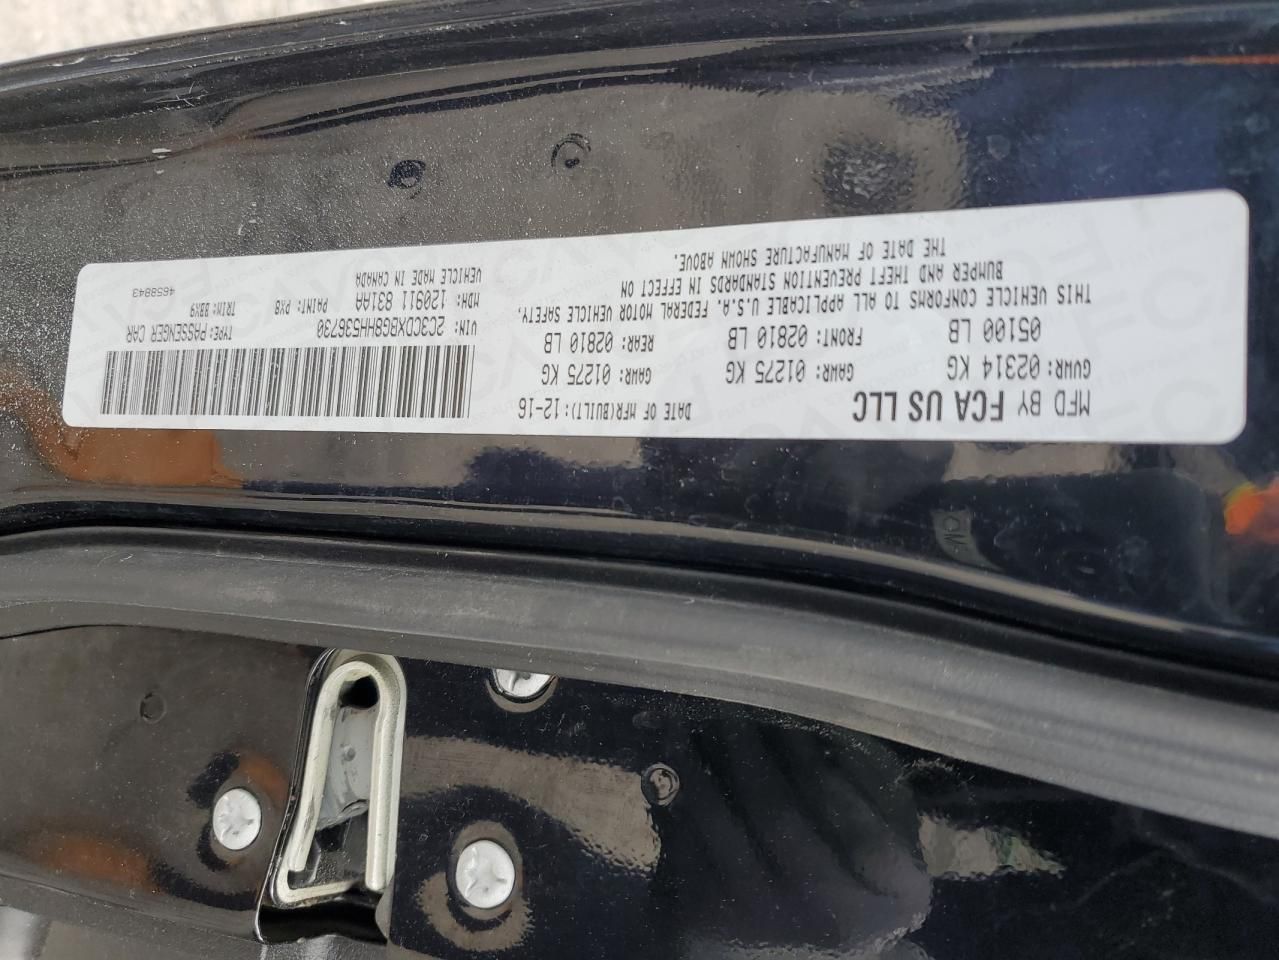 MFD BY FCA US LLC
DATE OF MFR(BUILT): 12-16
GVWR: 02314 KG
05100 LB
GAWR: 01275 KG
FRONT: 02810 LB
GAWR: 01275 KG
REAR: 02810 LB
THIS VEHICLE CONFORMS TO ALL APPLICABLE U.S.A. FEDERAL MOTOR VEHICLE SAFETY,
BUMPER AND THEFT PREVENTION STANDARDS IN EFFECT ON
THE DATE OF MANUFACTURE SHOWN ABOVE.
VIN: 2C3CDXBG8HH536730
TYPE: PASSENGER CAR
MDH: 120911 831AA
PAINT: PX8
TRIM: BBX9
VEHICLE MADE IN CANADA
4658843